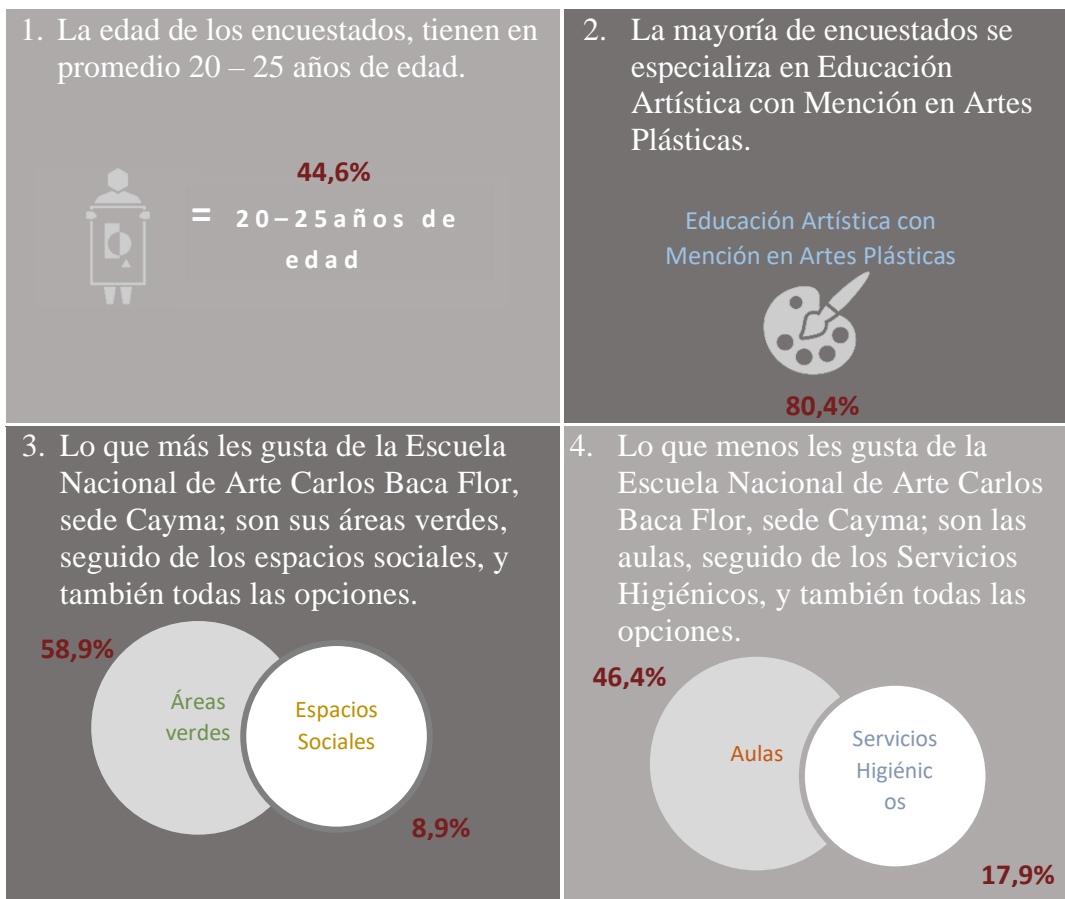 1. La edad de los encuestados, tienen en
promedio 20 – 25 años de edad.
44,6%
= 20–25años de
edad
2. La mayoría de encuestados se
especializa en Educación
Artística con Mención en Artes
Plásticas.
Educación Artística con
Mención en Artes Plásticas
80,4%
3. Lo que más les gusta de la Escuela
Nacional de Arte Carlos Baca Flor,
sede Cayma; son sus áreas verdes,
seguido de los espacios sociales, y
también todas las opciones.
58,9%
Áreas
verdes
Espacios
Sociales
8,9%
4. Lo que menos les gusta de la
Escuela Nacional de Arte Carlos
Baca Flor, sede Cayma; son las
aulas, seguido de los Servicios
Higiénicos, y también todas las
opciones.
46,4%
Aulas
Servicios
Higiénic
os
17,9%